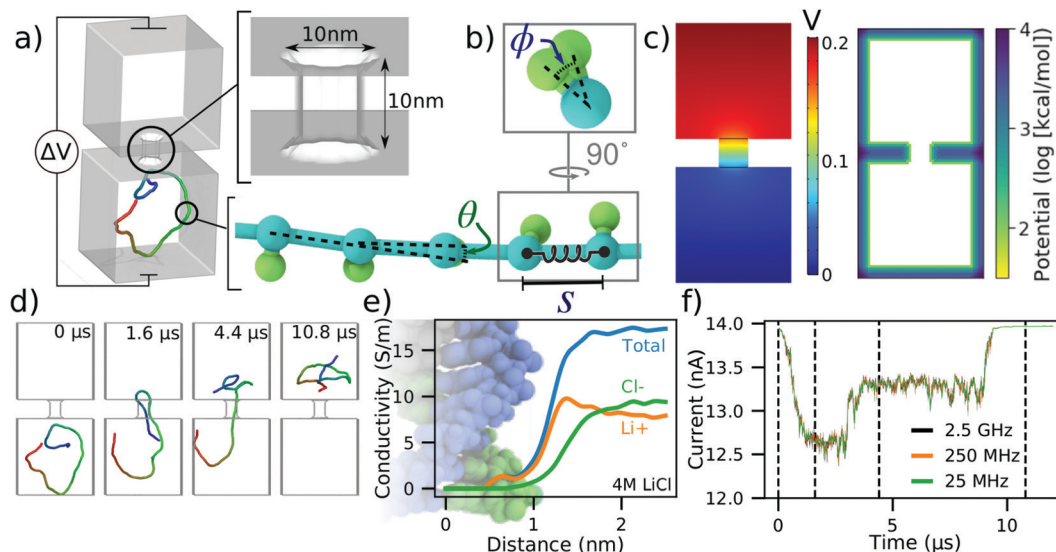 a)
ΔV
10nm
10nm
b)
ϕ
90°
θ
S
c)
V
0.2
0.1
0
4
3
2
Potential (log [kcal/mol])
d)
0 μs
1.6 μs
4.4 μs
10.8 μs
e)
Conductivity (S/m)
15
10
5
0
Total
Cl-
Li+
4M LiCl
0
1
2
Distance (nm)
f)
Current (nA)
14.0
13.5
13.0
12.5
12.0
2.5 GHz
250 MHz
25 MHz
0
5
10
Time (μs)